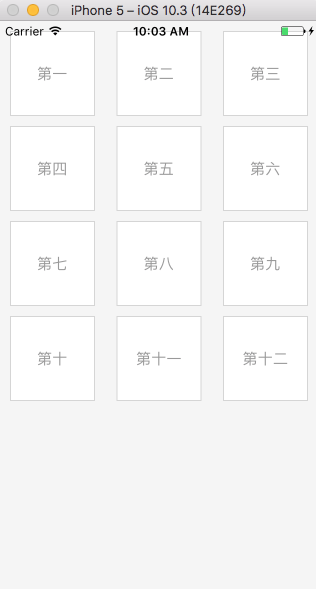 iPhone 5 – iOS 10.3 (14E269)
Carrier 10:03 AM
第一 第二 第三
第四 第五 第六
第七 第八 第九
第十 第十一 第十二